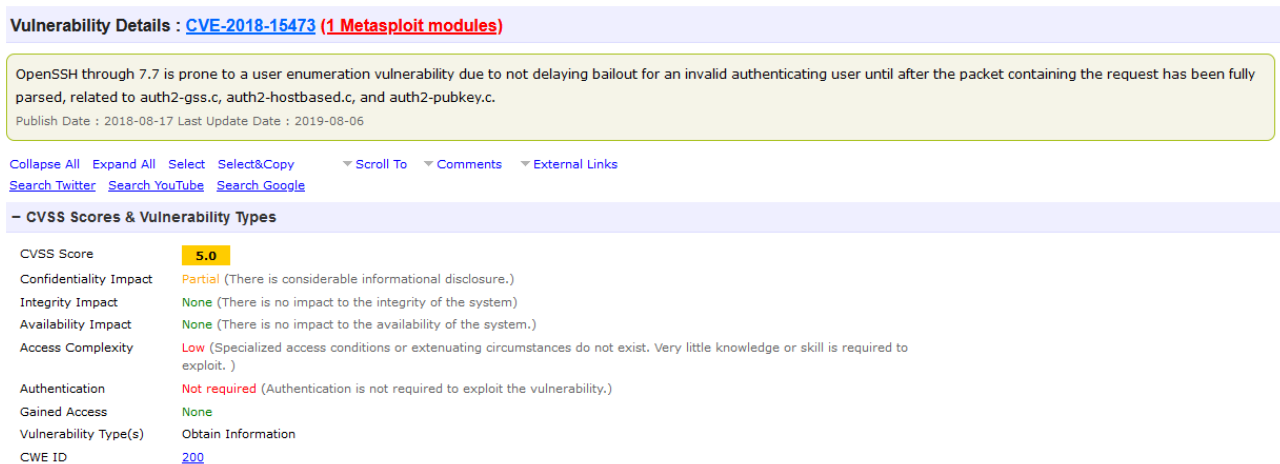 Vulnerability Details : CVE-2018-15473 (1 Metasploit modules)
OpenSSH through 7.7 is prone to a user enumeration vulnerability due to not delaying bailout for an invalid authenticating user until after the packet containing the request has been fully
parsed, related to auth2-gss.c, auth2-hostbased.c, and auth2-pubkey.c.
Publish Date : 2018-08-17 Last Update Date : 2019-08-06
Collapse All Expand All Select Select&Copy Scroll To Comments External Links
Search Twitter Search YouTube Search Google
− CVSS Scores & Vulnerability Types
CVSS Score 5.0
Confidentiality Impact Partial (There is considerable informational disclosure.)
Integrity Impact None (There is no impact to the integrity of the system)
Availability Impact None (There is no impact to the availability of the system.)
Access Complexity Low (Specialized access conditions or extenuating circumstances do not exist. Very little knowledge or skill is required to
exploit. )
Authentication Not required (Authentication is not required to exploit the vulnerability.)
Gained Access None
Vulnerability Type(s) Obtain Information
CWE ID 200